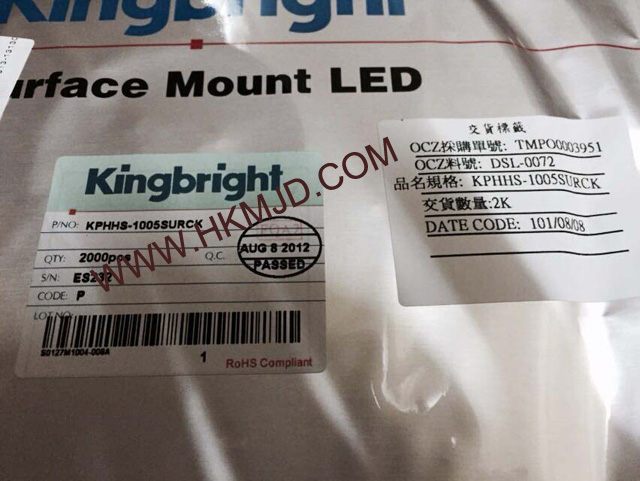 Kingbright
urface Mount LED
Kingbright
P/NO: KPHHS-1005SURCK
QTY: 2000pcs Q.C.
AUG 8 2012
PASSED
S/N: ES232
CODE: P
LOT NO:
S0127M1004-006A
1
RoHS Compliant
交貨標籤
OCZ採購單號: TMPO0003951
OCZ料號: DSL-0072
品名規格: KPHHS-1005SURCK
交貨數量:2K
DATE CODE: 101/08/08
WWW.HKMJD.COM